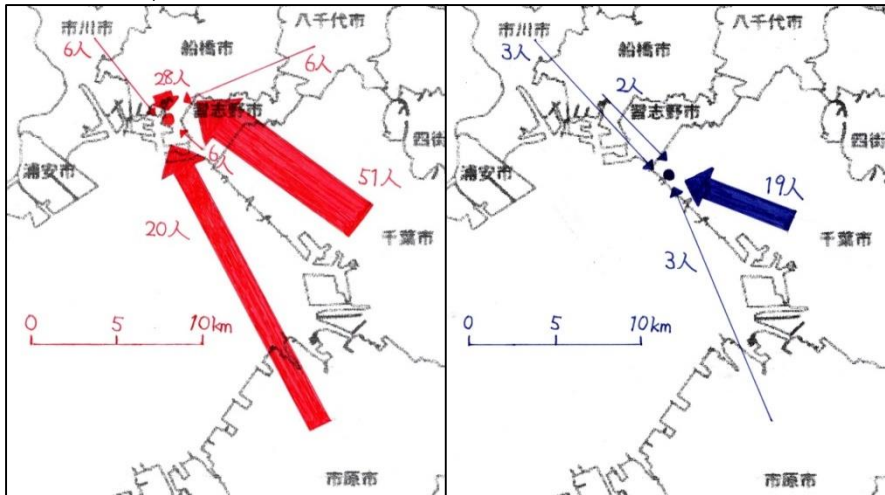 市川市
八千代市
船橋市
6人
6人
28人
習志野市
四街
浦安市
6人
51人
20人
千葉市
0 5 10km
市原市
市川市
八千代市
3人
船橋市
2人
習志野市
四街
浦安市
19人
千葉市
3人
0 5 10km
市原市